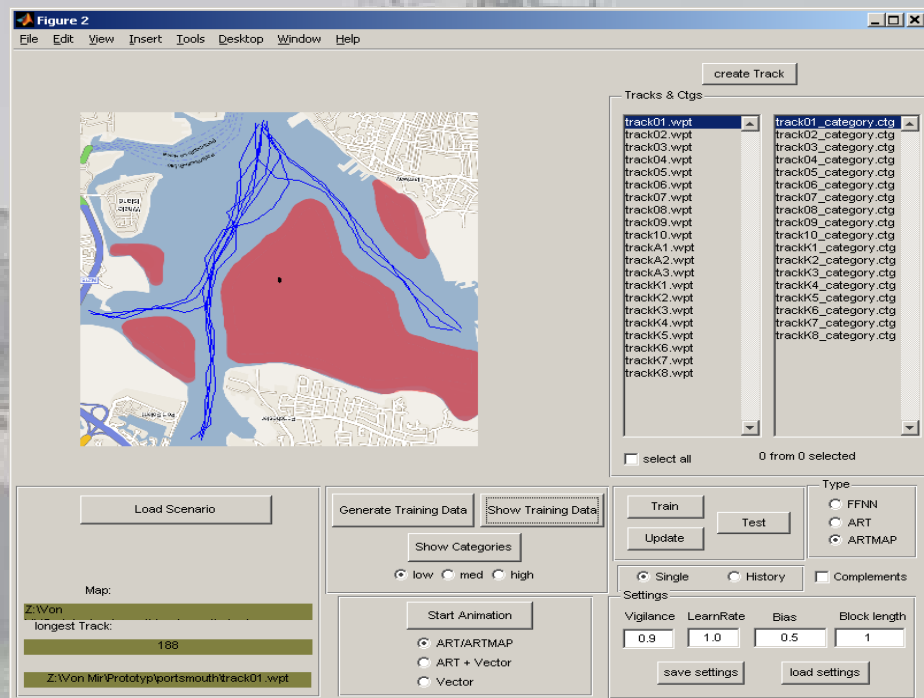 Figure 2
File Edit View Insert Tools Desktop Window Help
create Track
Tracks & Ctgs
track01.wpt
track02.wpt
track03.wpt
track04.wpt
track05.wpt
track06.wpt
track07.wpt
track08.wpt
track09.wpt
track10.wpt
trackA1.wpt
trackA2.wpt
trackA3.wpt
trackK1.wpt
trackK2.wpt
trackK3.wpt
trackK4.wpt
trackK5.wpt
trackK6.wpt
trackK7.wpt
trackK8.wpt
track01_category.ctg
track02_category.ctg
track03_category.ctg
track04_category.ctg
track05_category.ctg
track06_category.ctg
track07_category.ctg
track08_category.ctg
track09_category.ctg
track10_category.ctg
trackK1_category.ctg
trackK2_category.ctg
trackK3_category.ctg
trackK4_category.ctg
trackK5_category.ctg
trackK6_category.ctg
trackK7_category.ctg
trackK8_category.ctg
select all
0 from 0 selected
Whale
Island
Load Scenario
Map:
Z:\Von
longest Track:
188
Z:\Von Mir\Prototyp\portsmouth\track01.wpt
Generate Training Data
Show Training Data
Show Categories
low med high
Start Animation
ART/ARTMAP
ART + Vector
Vector
Train
Update
Test
Type
FFNN
ART
ARTMAP
Single History
Complements
Settings
Vigilance LearnRate Bias Block length
0.9 1.0 0.5 1
save settings
load settings